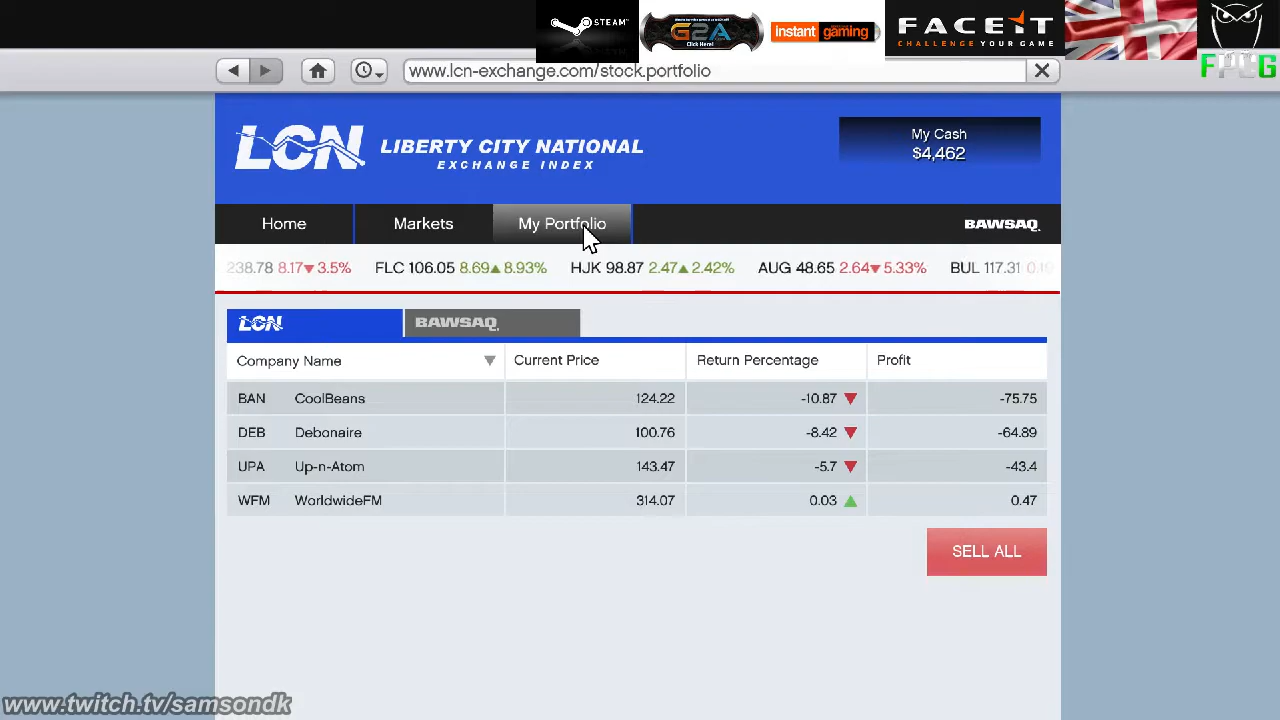 STEAM™
G2A
Click Here!
instant gaming
FACEIT
CHALLENGE YOUR GAME
FPCG
www.lcn-exchange.com/stock.portfolio
LCN LIBERTY CITY NATIONAL
EXCHANGE INDEX
My Cash
$4,462
Home Markets My Portfolio BAWSAQ
238.78 8.17▼3.5% FLC 106.05 8.69▲8.93% HJK 98.87 2.47▲2.42% AUG 48.65 2.64▼5.33% BUL 117.31
LCN BAWSAQ
Company Name ▼ Current Price Return Percentage Profit
BAN CoolBeans 124.22 -10.87 ▼ -75.75
DEB Debonaire 100.76 -8.42 ▼ -64.89
UPA Up-n-Atom 143.47 -5.7 ▼ -43.4
WFM WorldwideFM 314.07 0.03 ▲ 0.47
SELL ALL
www.twitch.tv/samsondk